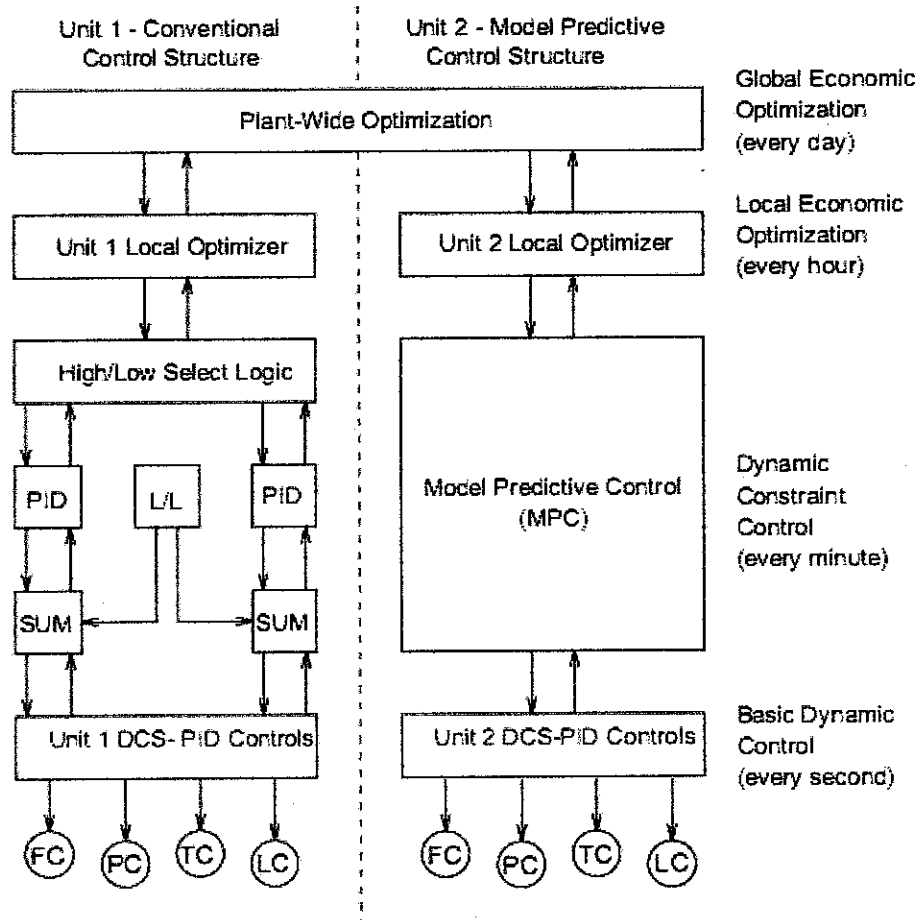 Unit 1 - Conventional
Control Structure
Unit 2 - Model Predictive
Control Structure
Global Economic
Optimization
(every day)
Plant-Wide Optimization
Local Economic
Optimization
(every hour)
Unit 1 Local Optimizer
Unit 2 Local Optimizer
High/Low Select Logic
PID
L/L
PID
Model Predictive Control
(MPC)
Dynamic
Constraint
Control
(every minute)
SUM
SUM
Unit 1 DCS- PID Controls
Unit 2 DCS-PID Controls
Basic Dynamic
Control
(every second)
FC
PC
TC
LC
FC
PC
TC
LC